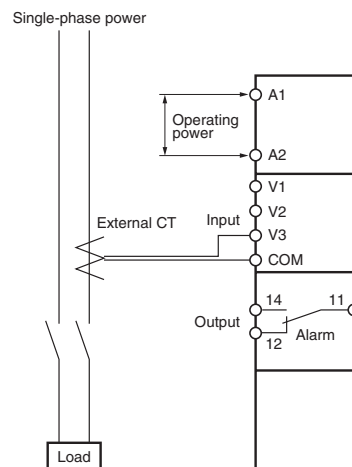 Single-phase power
A1
Operating
power
A2
V1
External CT
Input
V2
V3
COM
Output
14
11
12
Alarm
Load